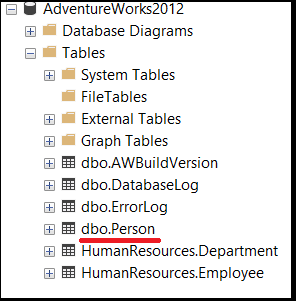 AdventureWorks2012
Database Diagrams
Tables
System Tables
FileTables
External Tables
Graph Tables
dbo.AWBuildVersion
dbo.DatabaseLog
dbo.ErrorLog
dbo.Person
HumanResources.Department
HumanResources.Employee